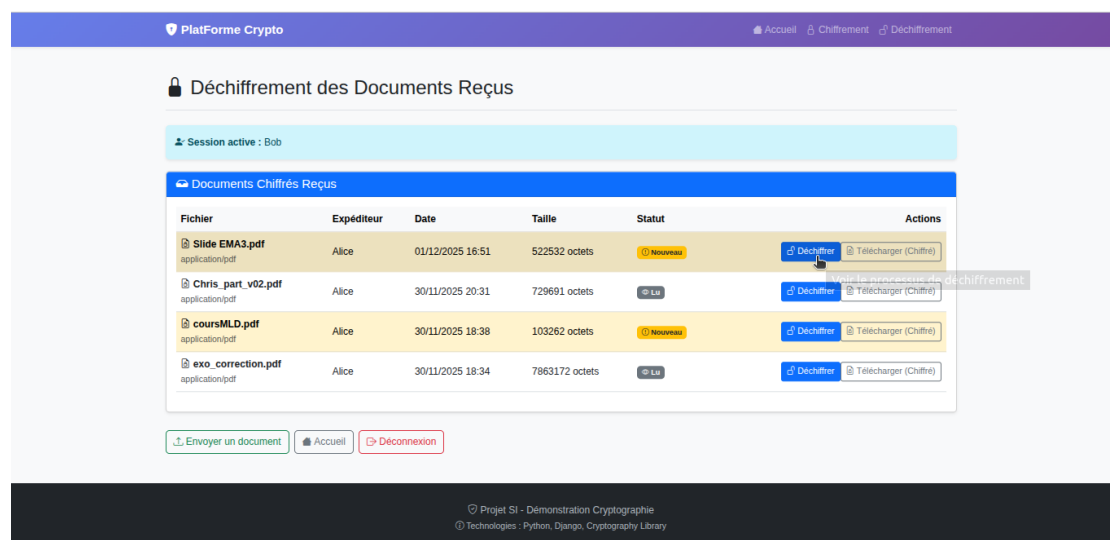 PlatForme Crypto
Accueil Chiffrement Déchiffrement
Déchiffrement des Documents Reçus
Session active : Bob
Documents Chiffrés Reçus
Fichier Expéditeur Date Taille Statut Actions
Slide EMA3.pdf
application/pdf
Alice 01/12/2025 16:51 522532 octets Nouveau Déchiffrer Télécharger (Chiffré)
Voir le processus de déchiffrement
Chris_part_v02.pdf
application/pdf
Alice 30/11/2025 20:31 729691 octets Lu Déchiffrer Télécharger (Chiffré)
coursMLD.pdf
application/pdf
Alice 30/11/2025 18:38 103262 octets Nouveau Déchiffrer Télécharger (Chiffré)
exo_correction.pdf
application/pdf
Alice 30/11/2025 18:34 7863172 octets Lu Déchiffrer Télécharger (Chiffré)
Envoyer un document Accueil Déconnexion
Projet SI - Démonstration Cryptographie
Technologies : Python, Django, Cryptography Library